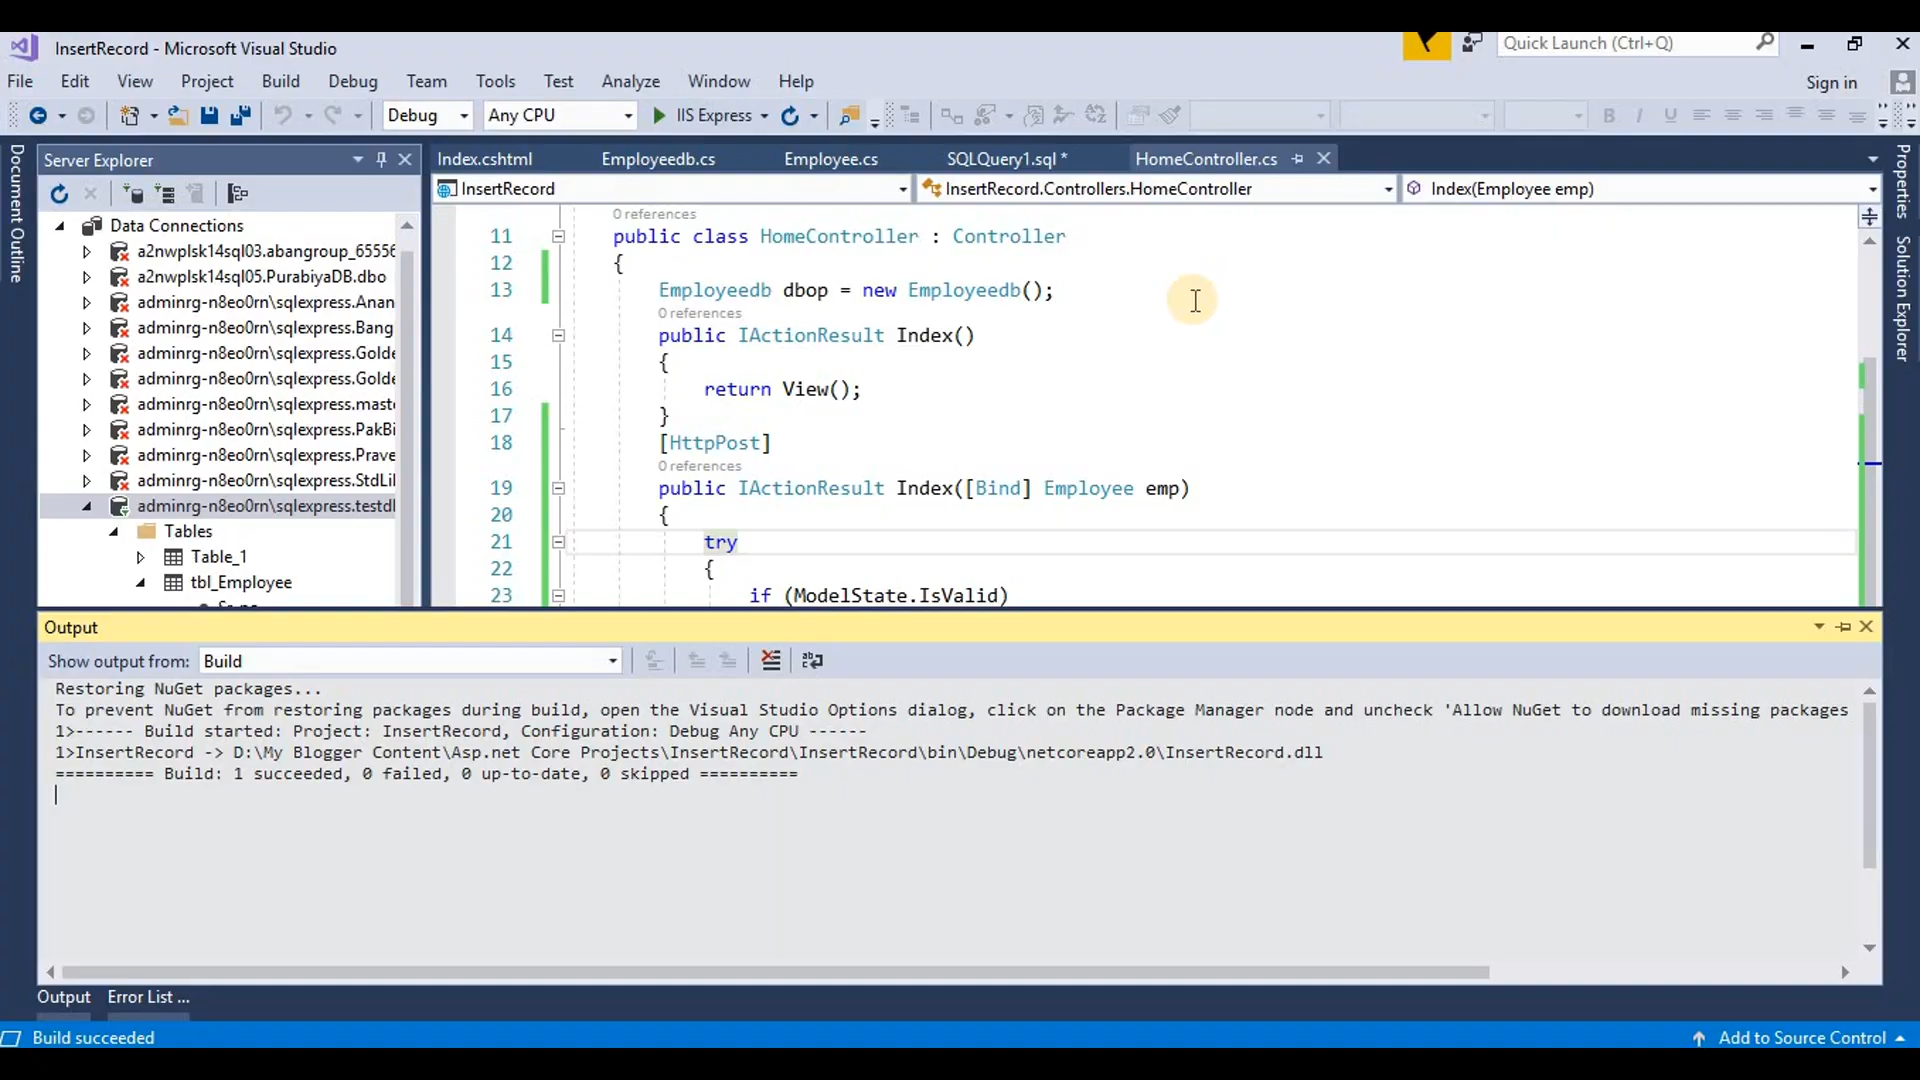 InsertRecord - Microsoft Visual Studio
Quick Launch (Ctrl+Q)
File Edit View Project Build Debug Team Tools Test Analyze Window Help
Sign in
Debug Any CPU IIS Express
Document Outline
Server Explorer
Data Connections
a2nwplsk14sql03.abangroup_65556
a2nwplsk14sql05.PurabiyaDB.dbo
adminrg-n8eo0rn\sqlexpress.Anan
adminrg-n8eo0rn\sqlexpress.Bang
adminrg-n8eo0rn\sqlexpress.Golde
adminrg-n8eo0rn\sqlexpress.Golde
adminrg-n8eo0rn\sqlexpress.mast
adminrg-n8eo0rn\sqlexpress.PakBi
adminrg-n8eo0rn\sqlexpress.Prave
adminrg-n8eo0rn\sqlexpress.StdLi
adminrg-n8eo0rn\sqlexpress.testd
Tables
Table_1
tbl_Employee
Index.cshtml Employeedb.cs Employee.cs SQLQuery1.sql * HomeController.cs
InsertRecord InsertRecord.Controllers.HomeController Index(Employee emp)
0 references
11 public class HomeController : Controller
12 {
13 Employeedb dbop = new Employeedb();
0 references
14 public IActionResult Index()
15 {
16 return View();
17 }
18 [HttpPost]
0 references
19 public IActionResult Index([Bind] Employee emp)
20 {
21 try
22 {
23 if (ModelState.IsValid)
Properties
Solution Explorer
Output
Show output from: Build
Restoring NuGet packages...
To prevent NuGet from restoring packages during build, open the Visual Studio Options dialog, click on the Package Manager node and uncheck 'Allow NuGet to download missing packages
1>------ Build started: Project: InsertRecord, Configuration: Debug Any CPU ------
1>InsertRecord -> D:\My Blogger Content\Asp.net Core Projects\InsertRecord\InsertRecord\bin\Debug\netcoreapp2.0\InsertRecord.dll
========== Build: 1 succeeded, 0 failed, 0 up-to-date, 0 skipped ==========
Output Error List ...
Build succeeded
Add to Source Control